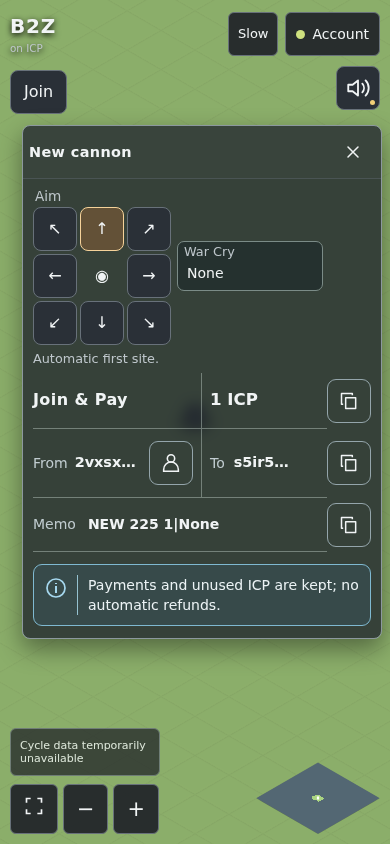 B2Z
on ICP
Slow
Account
Join
New cannon
Aim
↖ ↑ ↗
← ◉ →
↙ ↓ ↘
War Cry
None
Automatic first site.
Join & Pay
1 ICP
From 2vxsx...
To s5ir5...
Memo NEW 225 1|None
Payments and unused ICP are kept; no
automatic refunds.
Cycle data temporarily
unavailable
− +